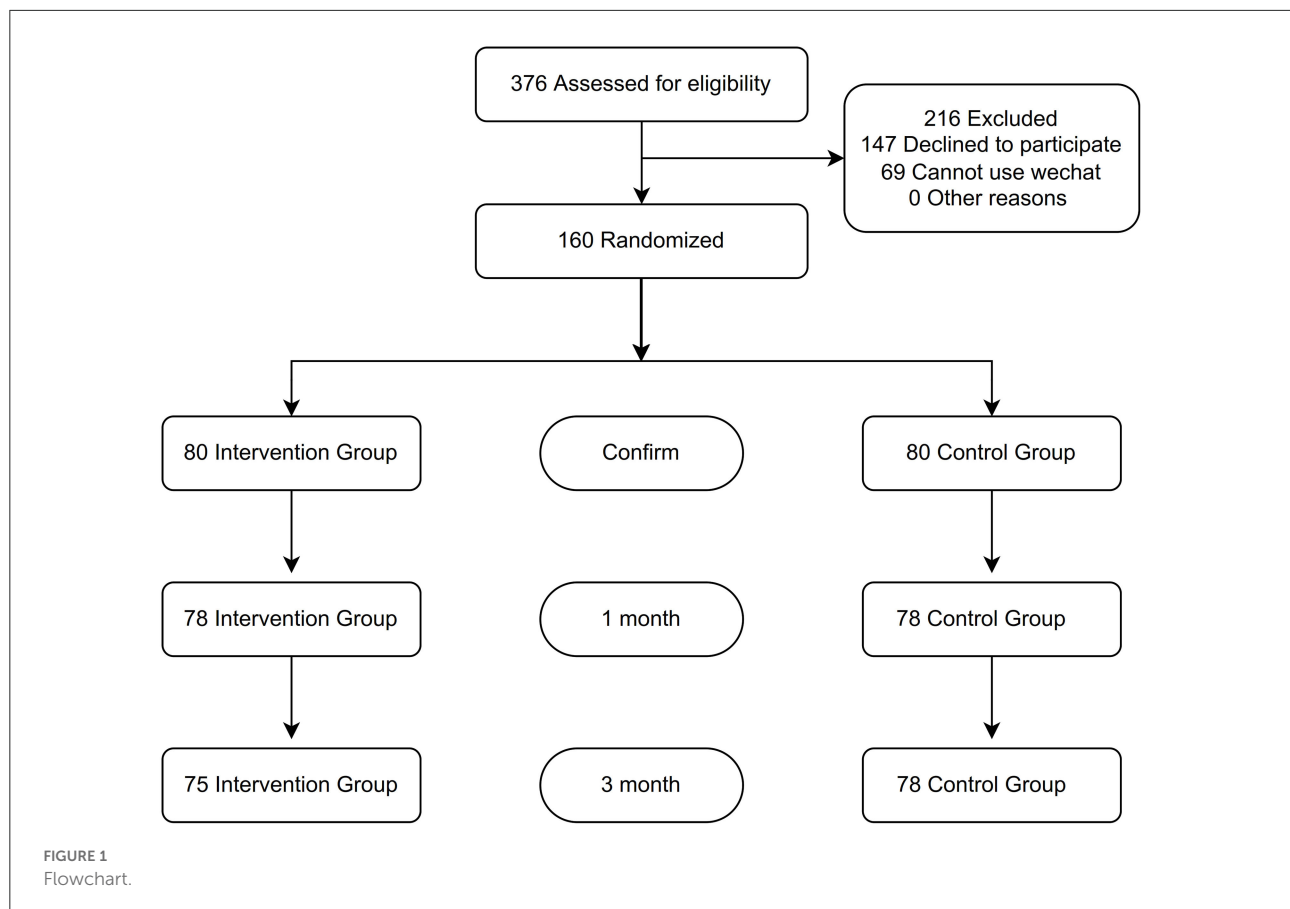 376 Assessed for eligibility
216 Excluded
147 Declined to participate
69 Cannot use wechat
0 Other reasons
160 Randomized
80 Intervention Group
Confirm
80 Control Group
78 Intervention Group
1 month
78 Control Group
75 Intervention Group
3 month
78 Control Group
FIGURE 1
Flowchart.